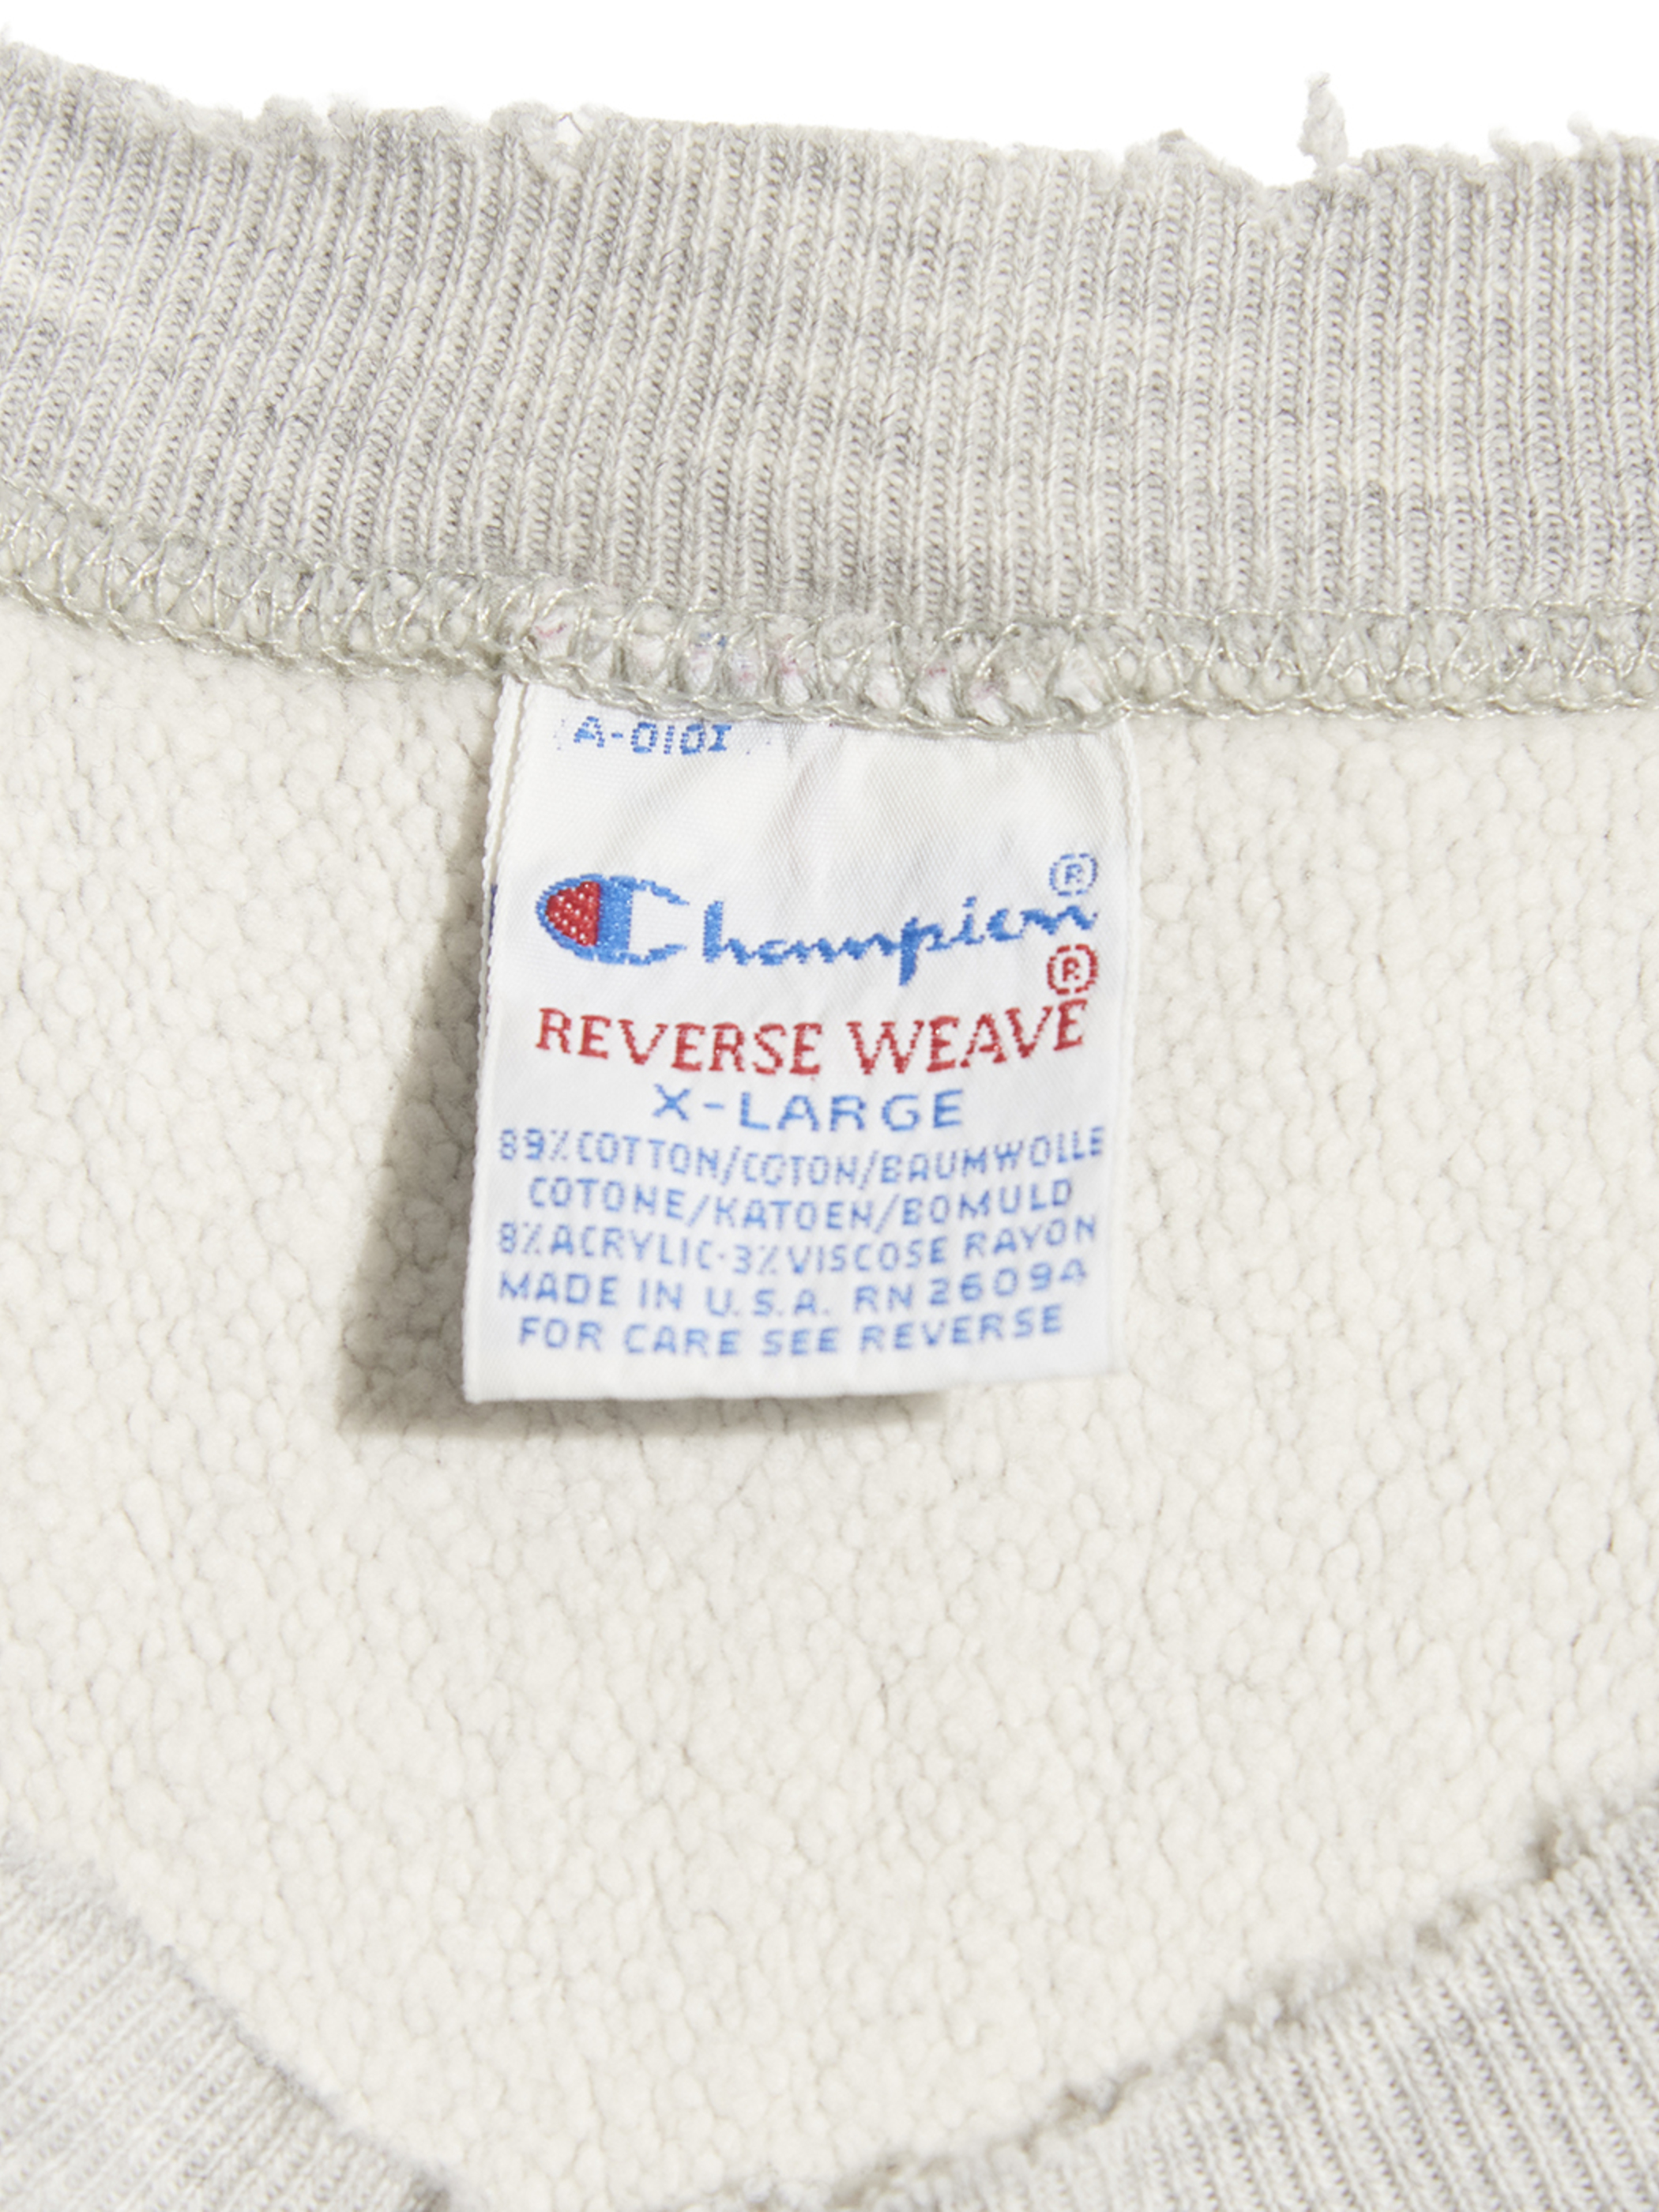 A-0101
Champion®
REVERSE WEAVE®
X-LARGE
89% COTTON/COTON/BAUMWOLLE
COTONE/KATOEN/BOMULD
8% ACRYLIC·3% VISCOSE RAYON
MADE IN U.S.A. RN 26094
FOR CARE SEE REVERSE